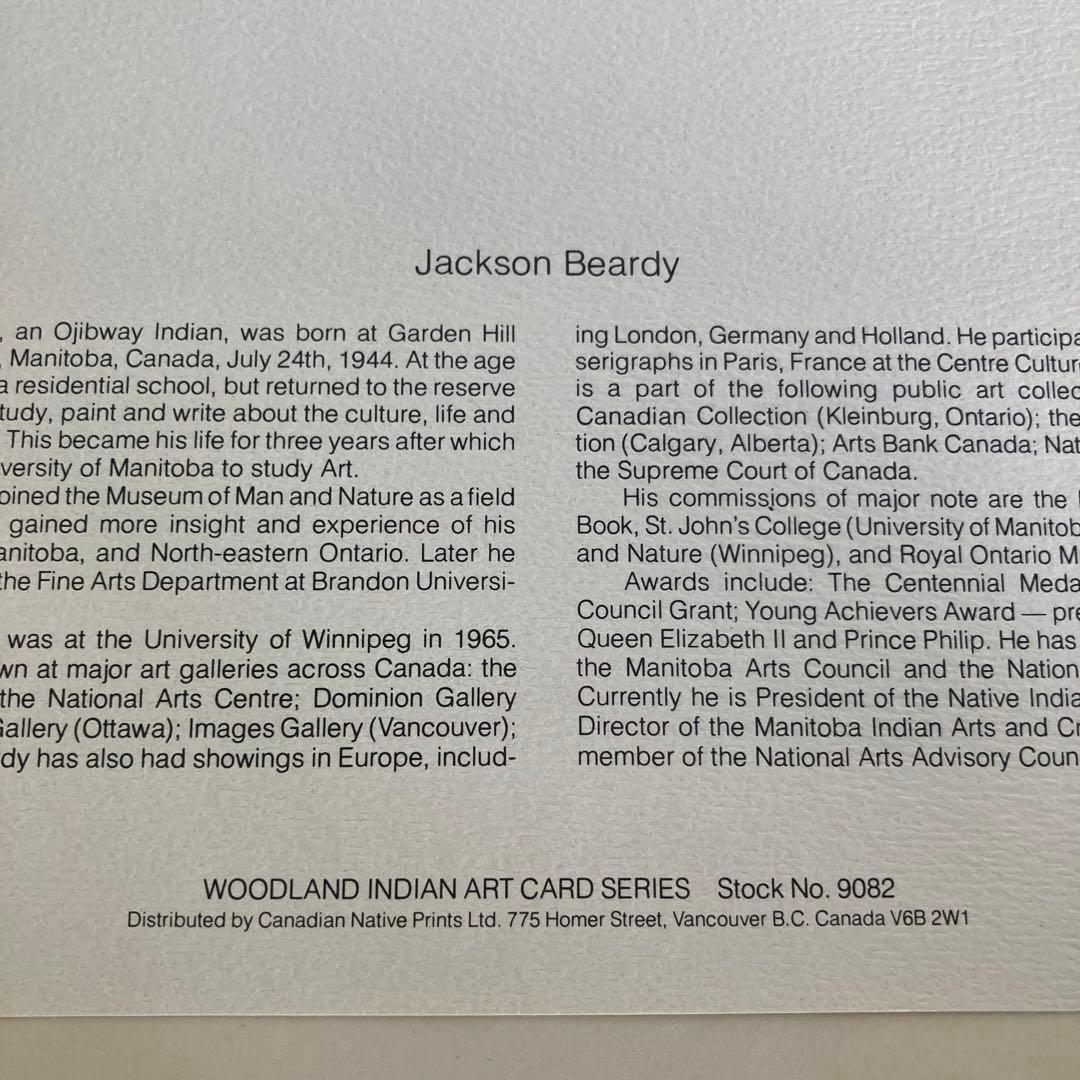 Jackson Beardy
, an Ojibway Indian, was born at Garden Hill
, Manitoba, Canada, July 24th, 1944. At the age
a residential school, but returned to the reserve
tudy, paint and write about the culture, life and
This became his life for three years after which
versity of Manitoba to study Art.
oined the Museum of Man and Nature as a field
gained more insight and experience of his
anitoba, and North-eastern Ontario. Later he
the Fine Arts Department at Brandon Universi-
was at the University of Winnipeg in 1965.
wn at major art galleries across Canada: the
the National Arts Centre; Dominion Gallery
Gallery (Ottawa); Images Gallery (Vancouver);
dy has also had showings in Europe, includ-
ing London, Germany and Holland. He participa
serigraphs in Paris, France at the Centre Culture
is a part of the following public art collec
Canadian Collection (Kleinburg, Ontario); the
tion (Calgary, Alberta); Arts Bank Canada; Nat
the Supreme Court of Canada.
His commissions of major note are the
Book, St. John's College (University of Manitob
and Nature (Winnipeg), and Royal Ontario M
Awards include: The Centennial Meda
Council Grant; Young Achievers Award — pre
Queen Elizabeth II and Prince Philip. He has
the Manitoba Arts Council and the Nation
Currently he is President of the Native India
Director of the Manitoba Indian Arts and Cr
member of the National Arts Advisory Coun
WOODLAND INDIAN ART CARD SERIES Stock No. 9082
Distributed by Canadian Native Prints Ltd. 775 Homer Street, Vancouver B.C. Canada V6B 2W1